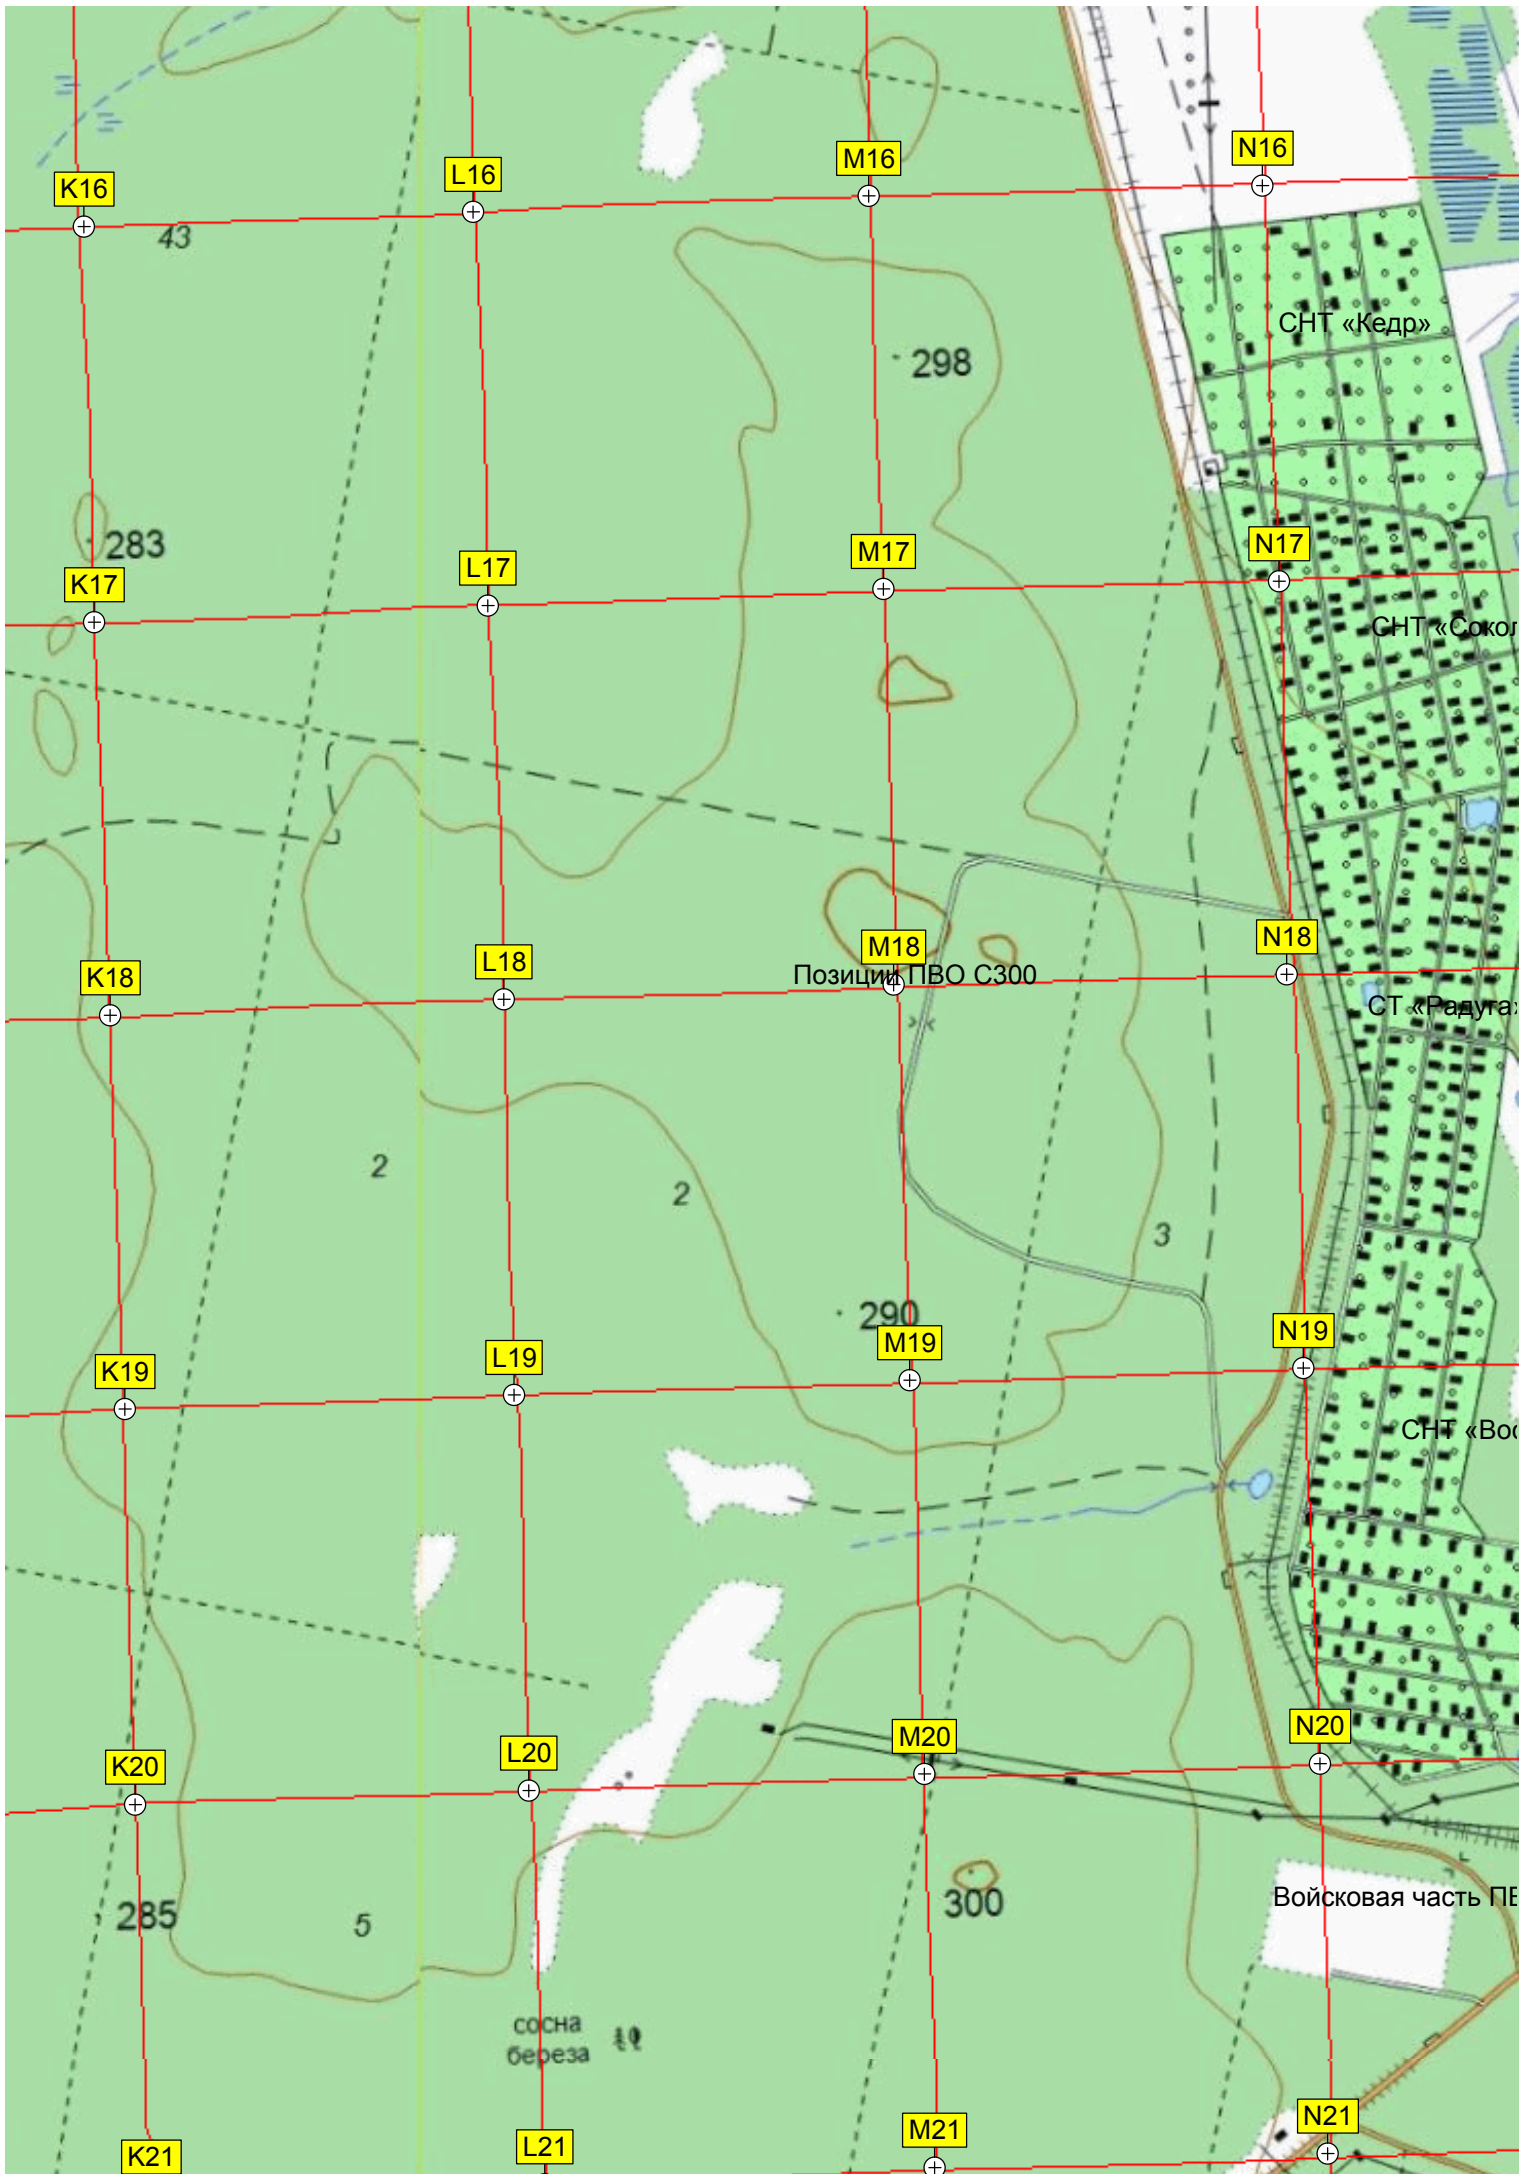 N16
M16
L16
K16
43
СНТ «Кедр»
298
283
N17
M17
L17
K17
СНТ «Сокол
N18
M18
L18
K18
Позиции ПВО С300
СТ «Радуга»
2
2
3
290
N19
M19
L19
K19
СНТ «Вос
N20
M20
L20
K20
300
Войсковая часть ПВ
285
5
сосна
береза
N21
M21
L21
K21